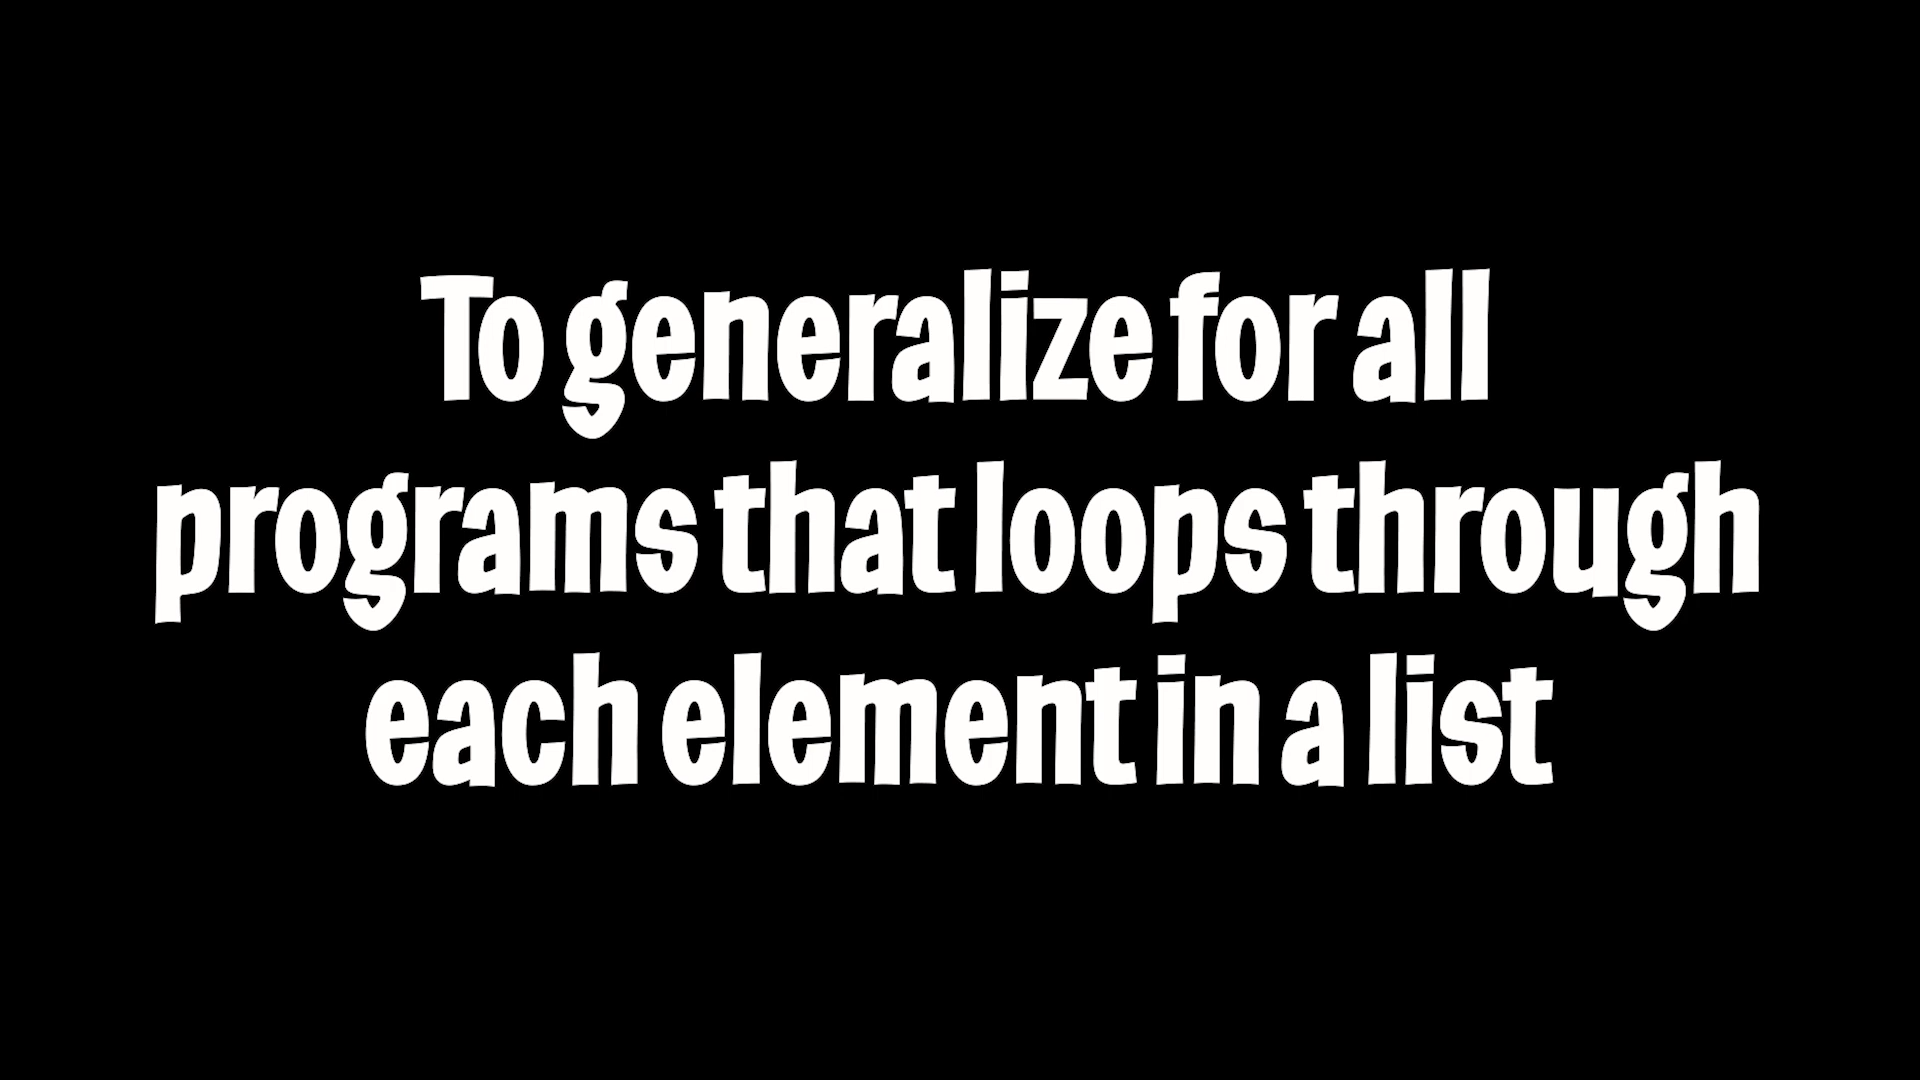 To generalize for all
programs that loops through
each element in a list